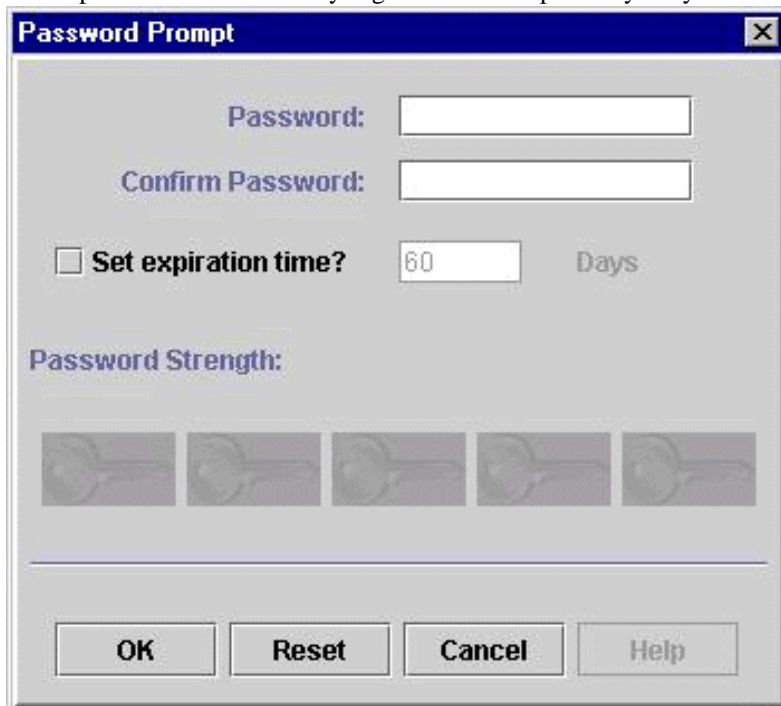 Password Prompt
Password:
Confirm Password:
Set expiration time? 60 Days
Password Strength:
OK Reset Cancel Help